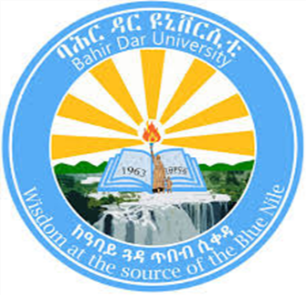 ባሕር ዳር ዩኒቨርሲቲ
Bahir Dar University
1963
ከዓባይ ጓዳ ጥበብ ሲቀዳ
Wisdom at the source of the Blue Nile